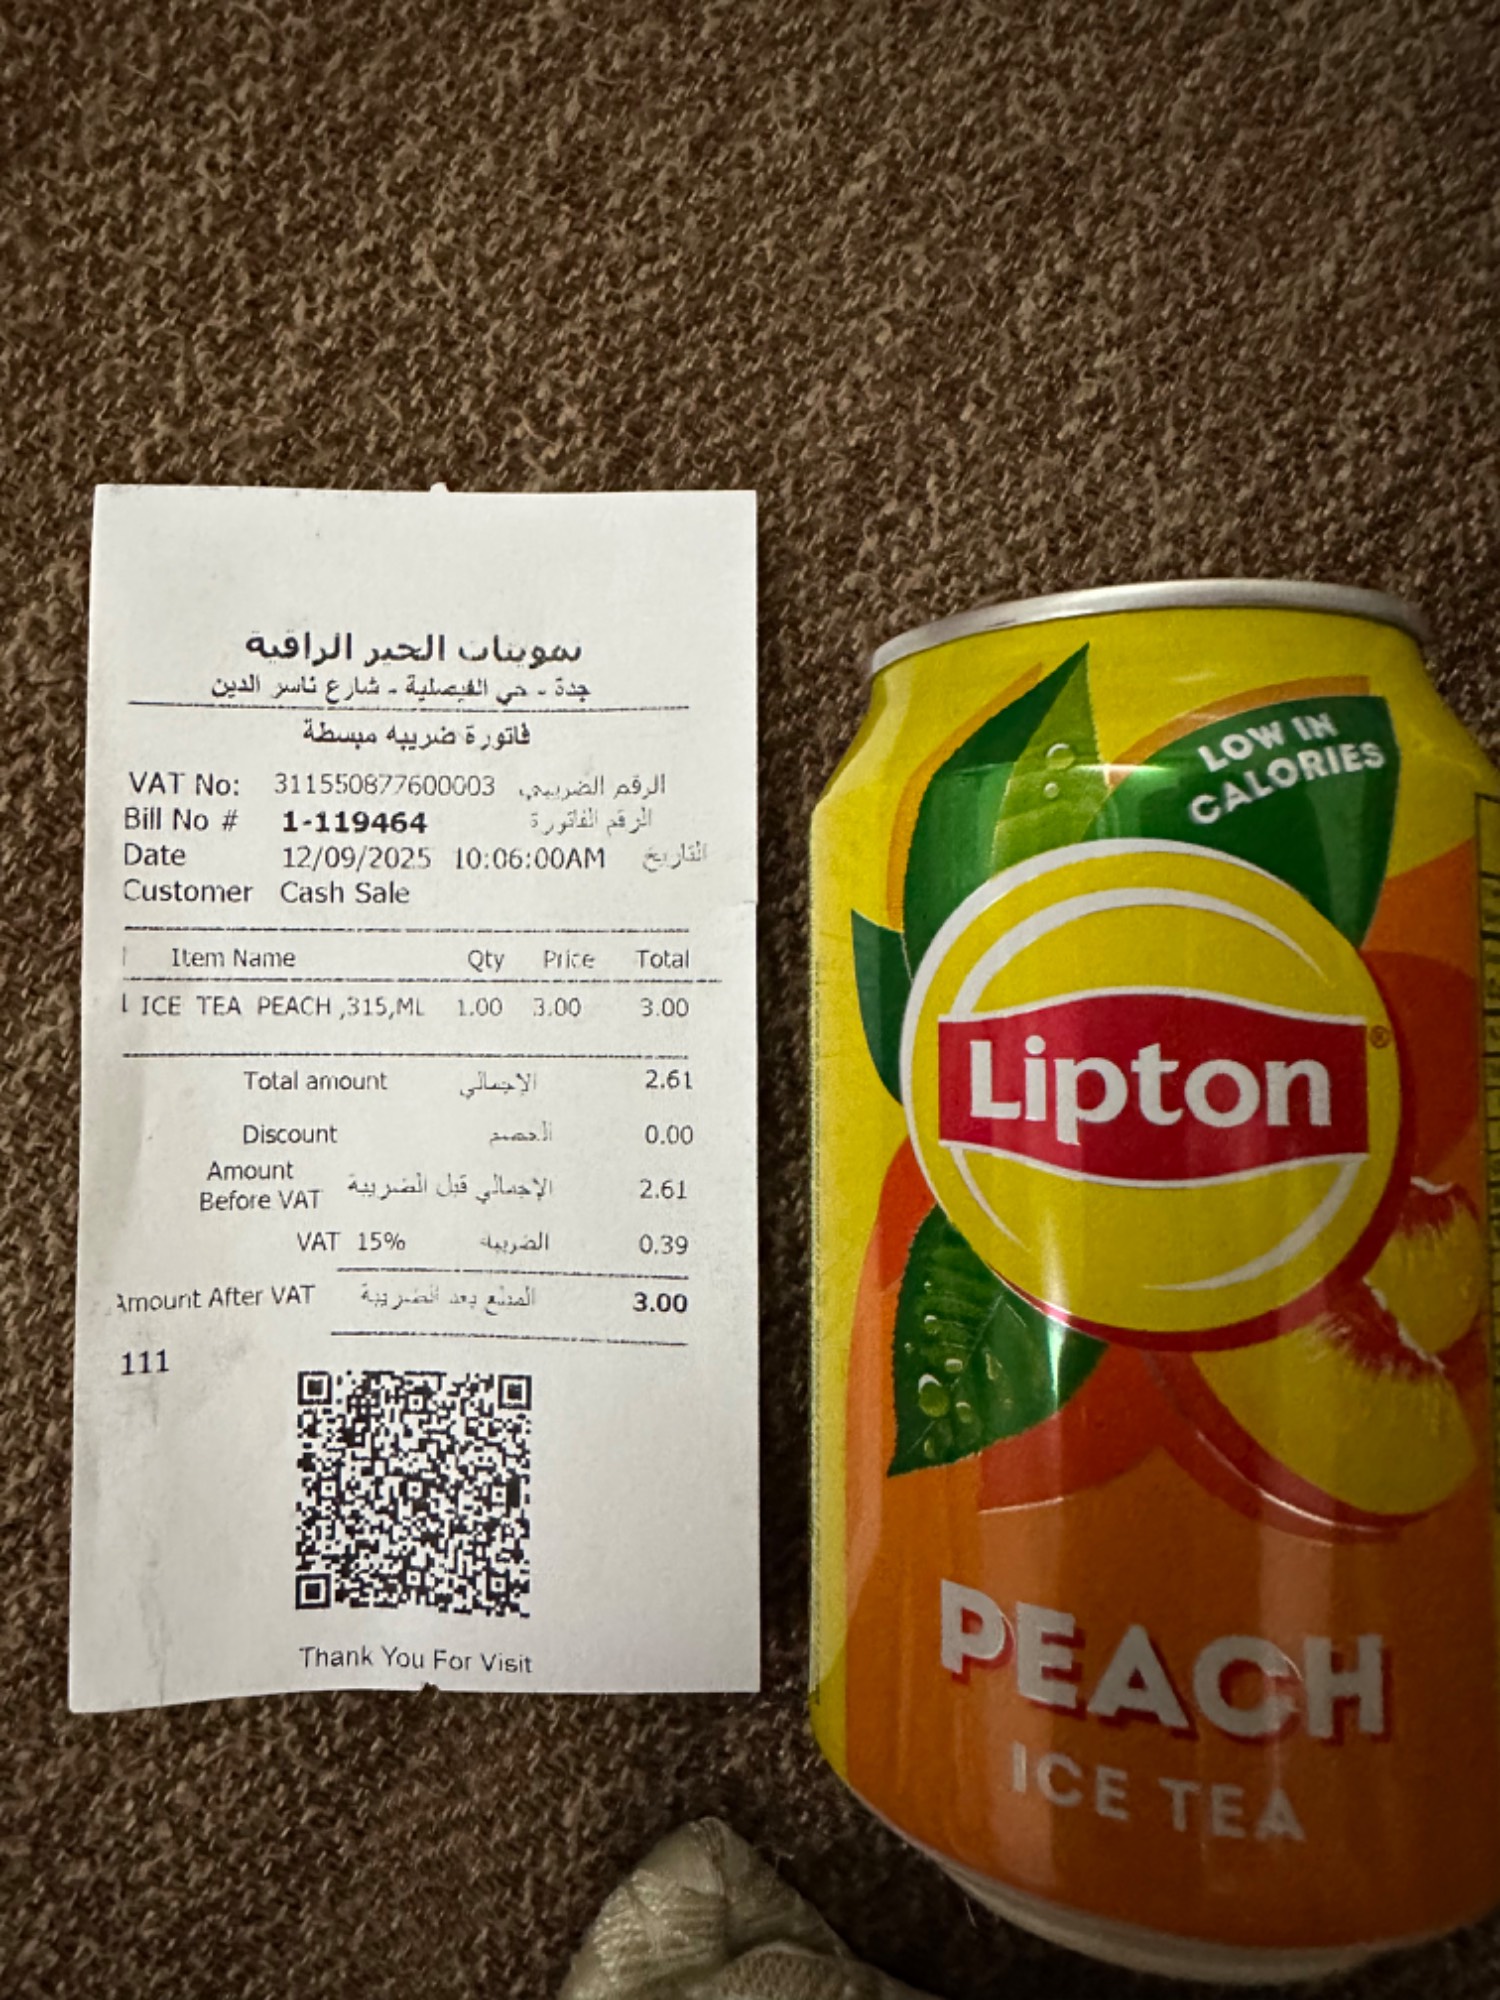 تموينات الخير الراقية
جدة - حي الفيصلية - شارع ناسر الدين
فاتورة ضريبه مبسطة
VAT No: 311550877600003 الرقم الضريبي
Bill No # 1-119464 الرقم الفاتورة
Date 12/09/2025 10:06:00AM التاريخ
Customer Cash Sale
Item Name Qty Price Total
ICE TEA PEACH ,315,ML 1.00 3.00 3.00
Total amount الإجمالي 2.61
Discount الخصم 0.00
Amount
Before VAT الإجمالي قبل الضريبة 2.61
VAT 15% الضريبة 0.39
Amount After VAT المبلغ بعد الضريبة 3.00
111
Thank You For Visit
LOW IN
CALORIES
Lipton®
PEACH
ICE TEA